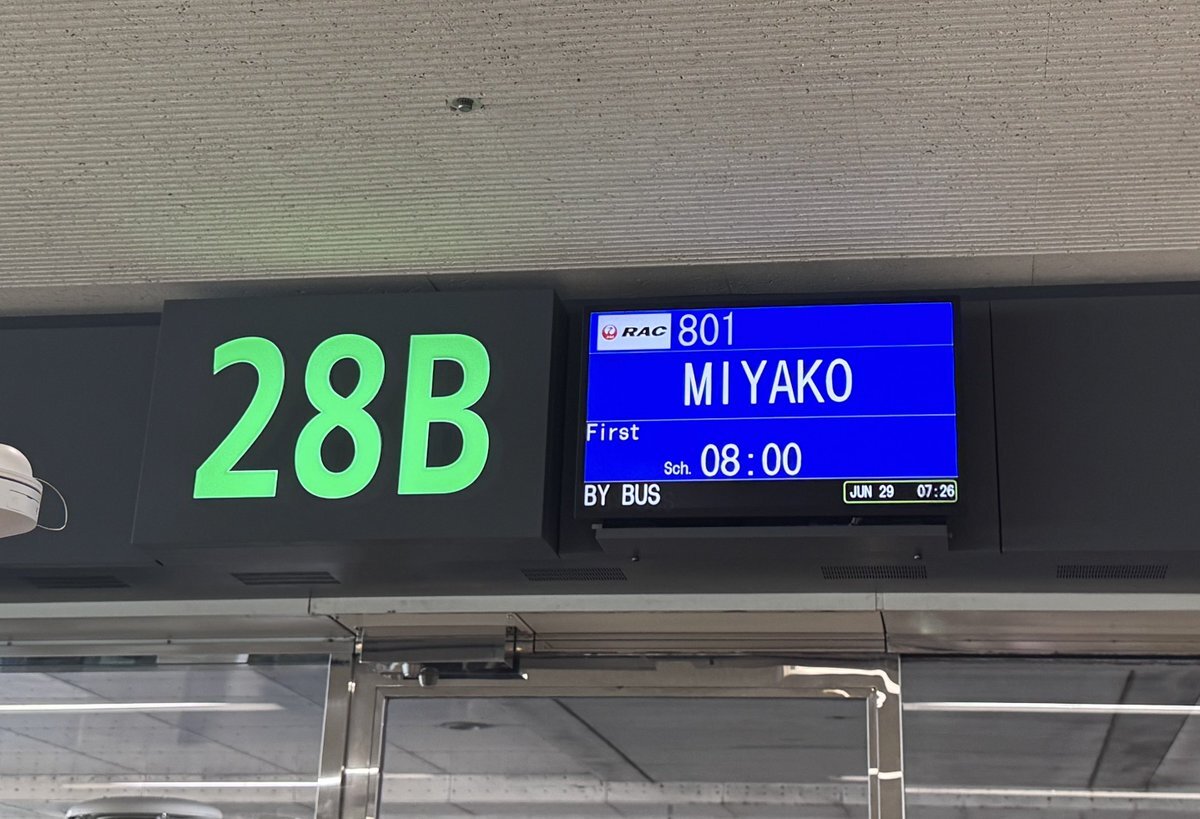 28B
RAC 801
MIYAKO
First
Sch. 08:00
BY BUS
JUN 29 07:26